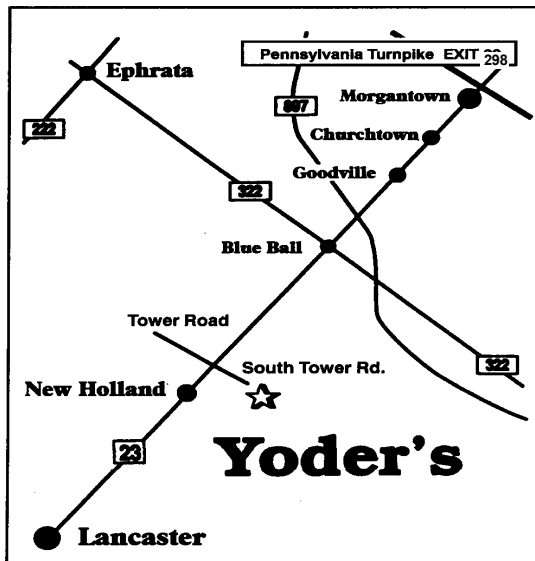 Pennsylvania Turnpike EXIT 298
Ephrata
Morgantown
897
222
Churchtown
Goodville
322
Blue Ball
Tower Road
South Tower Rd.
322
New Holland
Yoder's
23
Lancaster